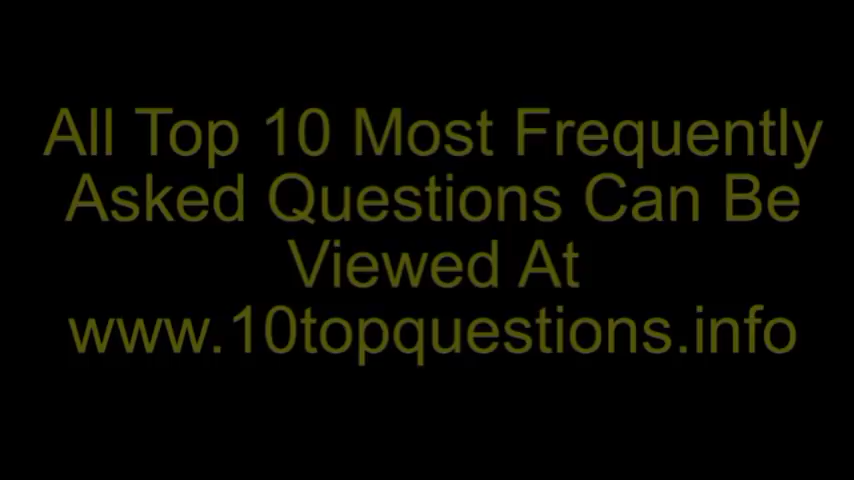 All Top 10 Most Frequently
Asked Questions Can Be
Viewed At
www.10topquestions.info